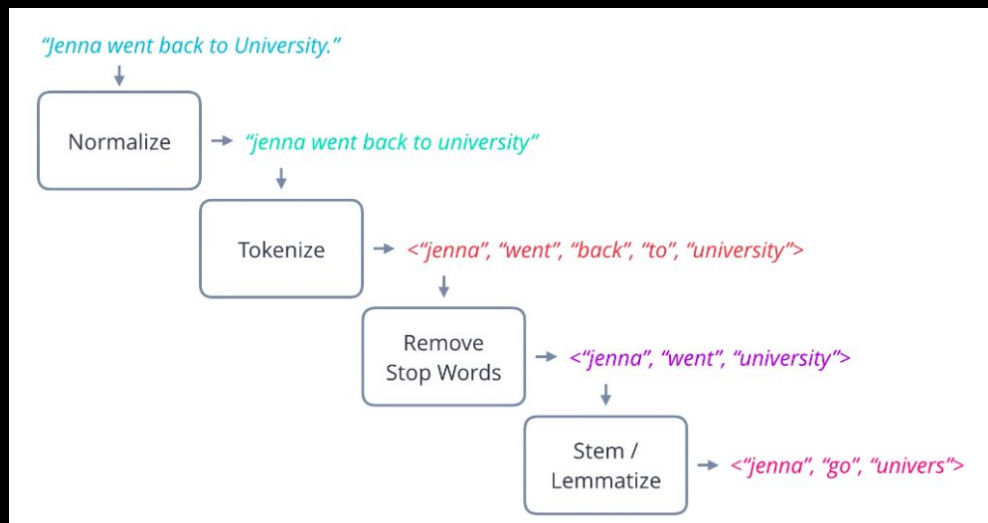 “Jenna went back to University.”
Normalize
“jenna went back to university”
Tokenize
<“jenna”, “went”, “back”, “to”, “university”>
Remove
Stop Words
<“jenna”, “went”, “university”>
Stem /
Lemmatize
<“jenna”, “go”, “univers”>